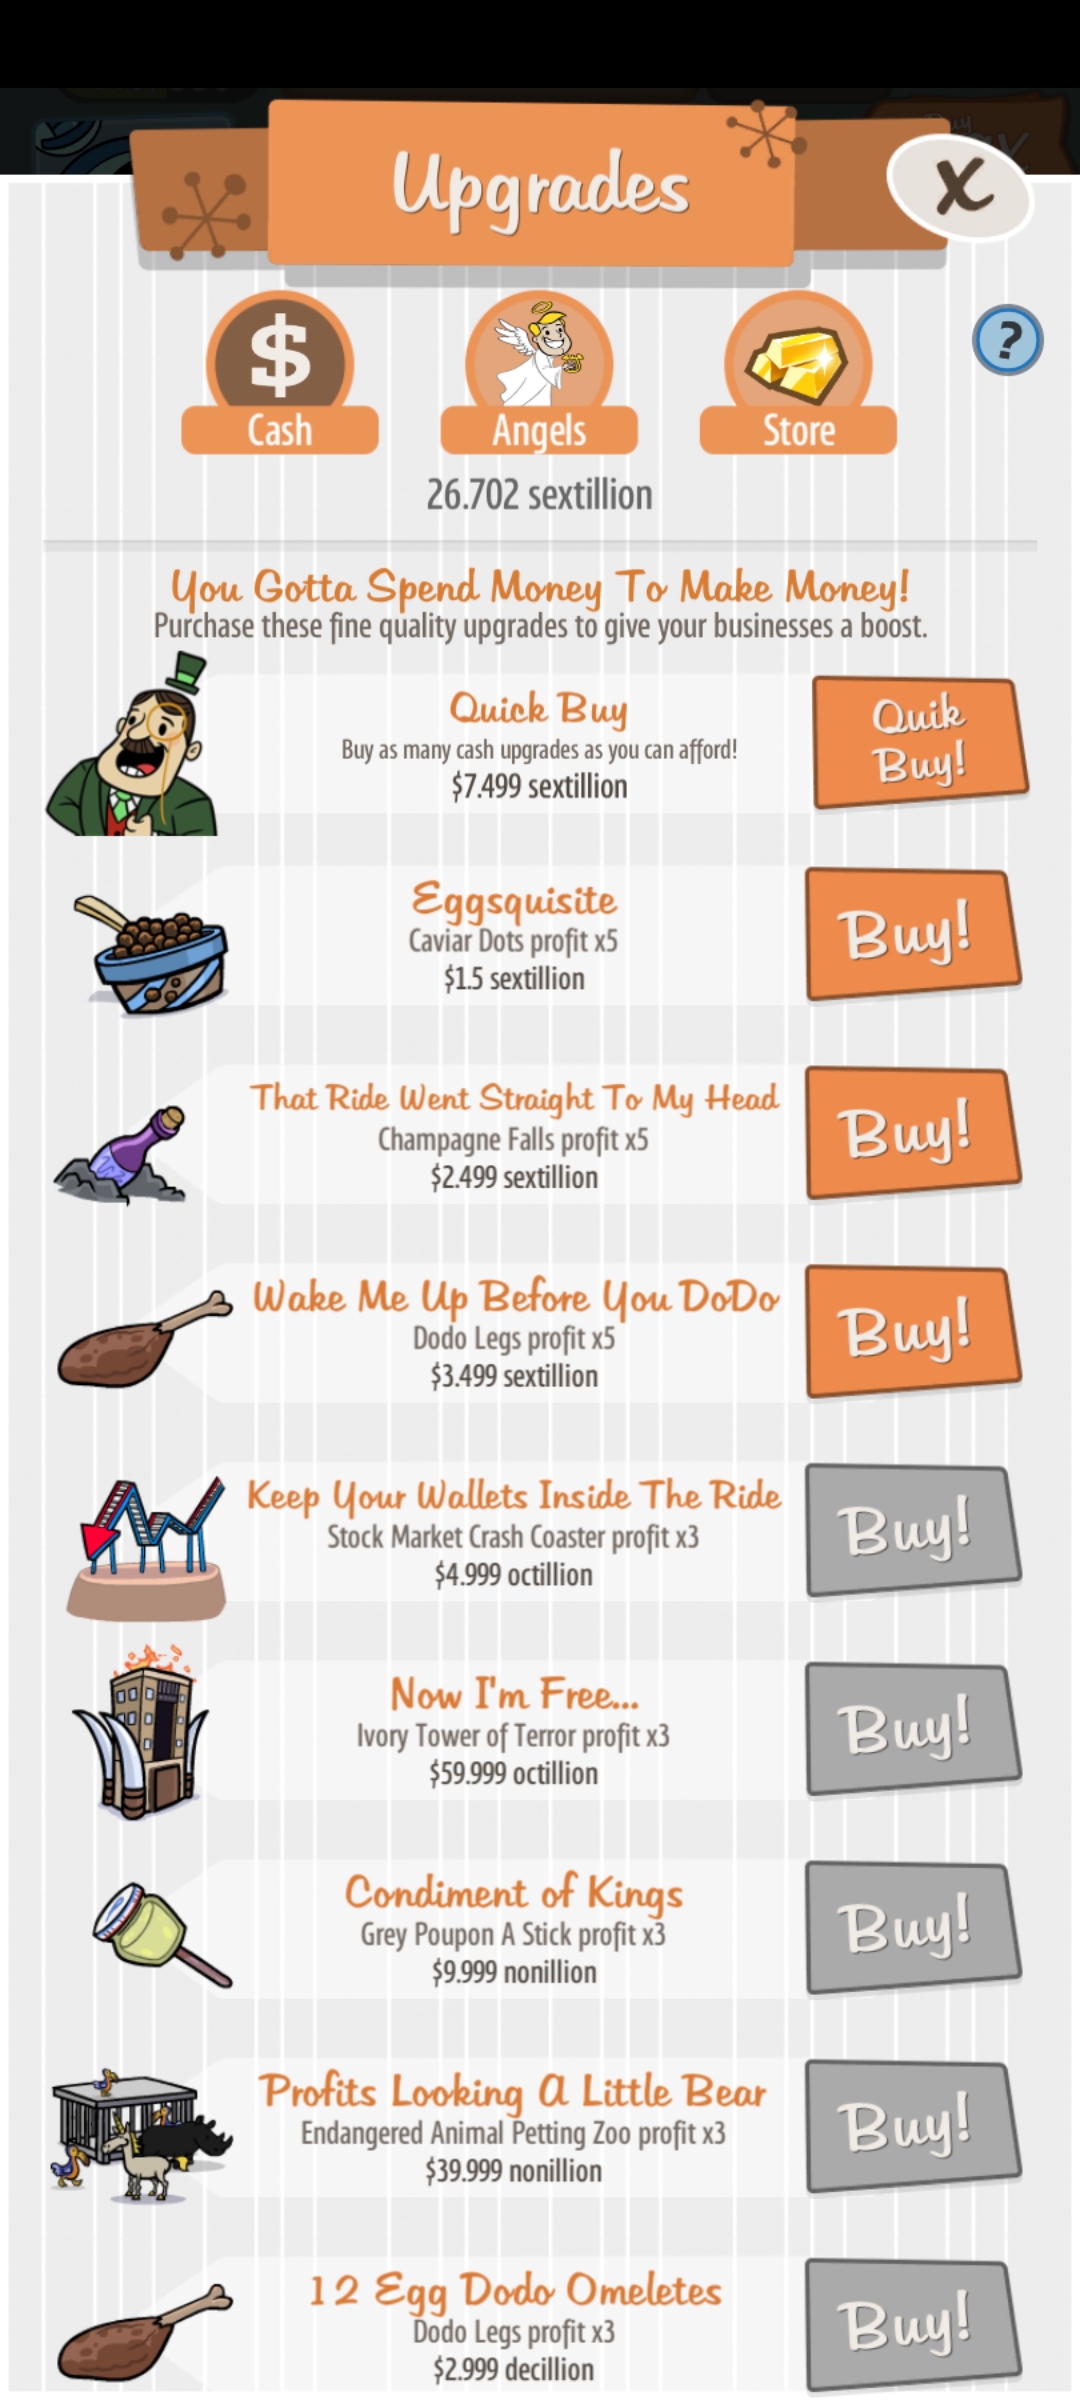 Upgrades
X
$
Cash
Angels
Store
?
26.702 sextillion
You Gotta Spend Money To Make Money!
Purchase these fine quality upgrades to give your businesses a boost.
Quick Buy
Buy as many cash upgrades as you can afford!
$7.499 sextillion
Quik
Buy!
Eggsquisite
Caviar Dots profit x5
$1.5 sextillion
Buy!
That Ride Went Straight To My Head
Champagne Falls profit x5
$2.499 sextillion
Buy!
Wake Me Up Before You DoDo
Dodo Legs profit x5
$3.499 sextillion
Buy!
Keep Your Wallets Inside The Ride
Stock Market Crash Coaster profit x3
$4.999 octillion
Buy!
Now I'm Free...
Ivory Tower of Terror profit x3
$59.999 octillion
Buy!
Condiment of Kings
Grey Poupon A Stick profit x3
$9.999 nonillion
Buy!
Profits Looking A Little Bear
Endangered Animal Petting Zoo profit x3
$39.999 nonillion
Buy!
12 Egg Dodo Omeletes
Dodo Legs profit x3
$2.999 decillion
Buy!